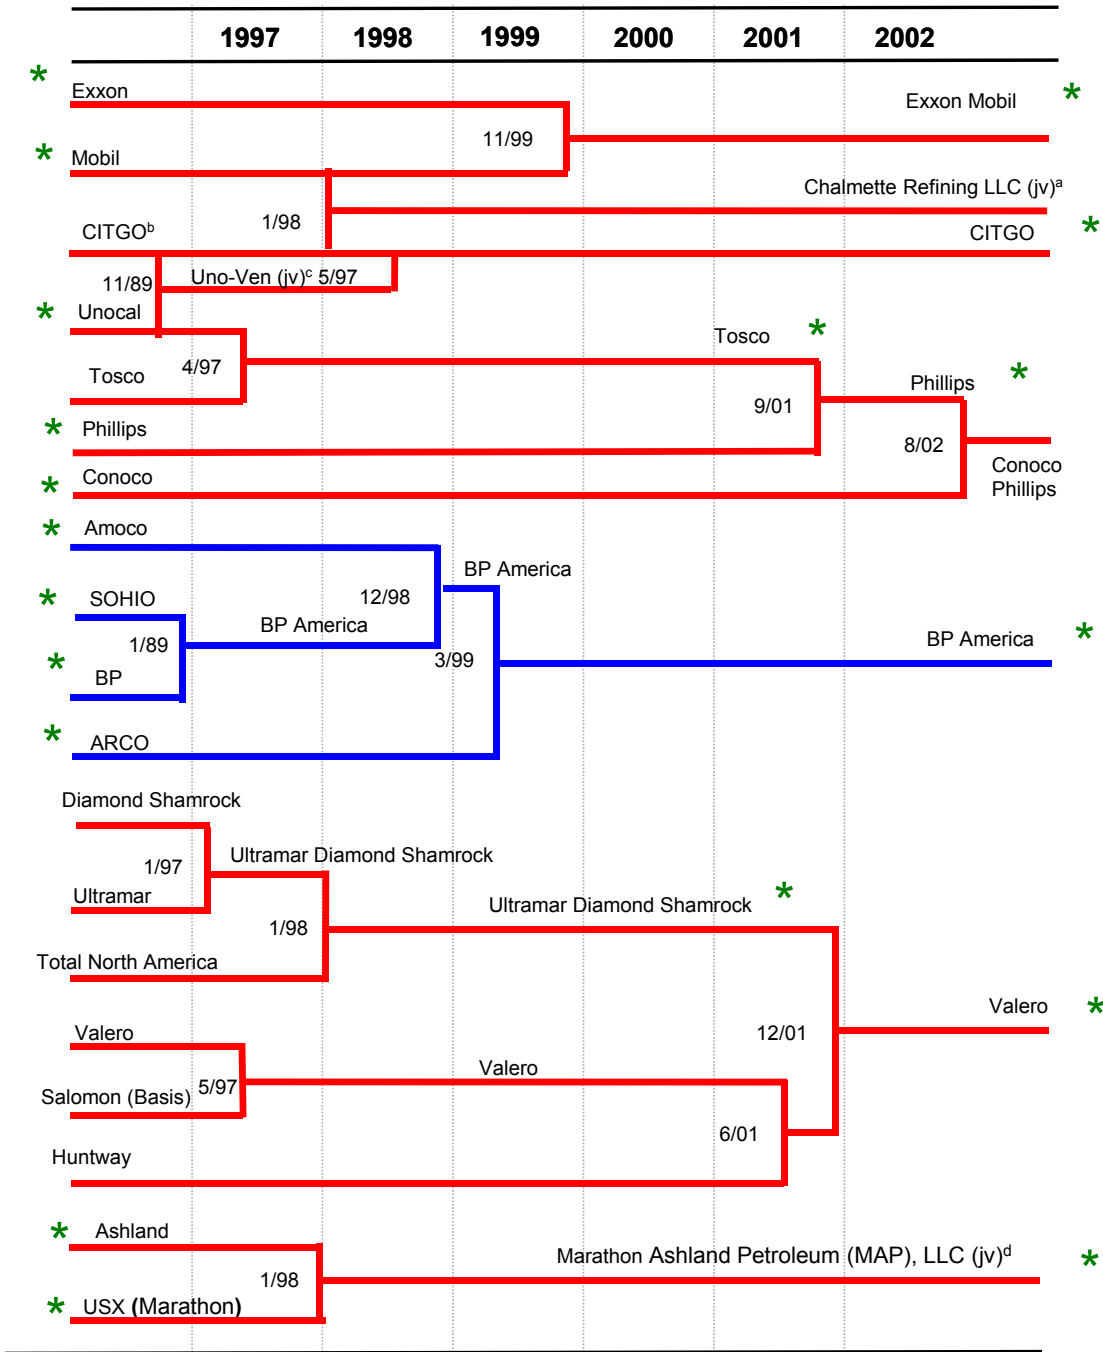 1997 1998 1999 2000 2001 2002
*
Exxon
Exxon Mobil *
11/99
* Mobil
Chalmette Refining LLC (jv)ᵃ
1/98
CITGOᵇ
CITGO *
11/89
Uno-Ven (jv)ᶜ 5/97
* Unocal
Tosco *
4/97
Tosco
Phillips *
9/01
* Phillips
8/02
Conoco
Phillips
* Conoco
* Amoco
BP America
12/98
* SOHIO
BP America
1/89
BP America *
3/99
* BP
* ARCO
Diamond Shamrock
1/97
Ultramar Diamond Shamrock
Ultramar
Ultramar Diamond Shamrock *
1/98
Total North America
Valero *
12/01
Valero
Valero
5/97
Salomon (Basis)
6/01
Huntway
* Ashland
Marathon Ashland Petroleum (MAP), LLC (jv)ᵈ *
1/98
* USX (Marathon)